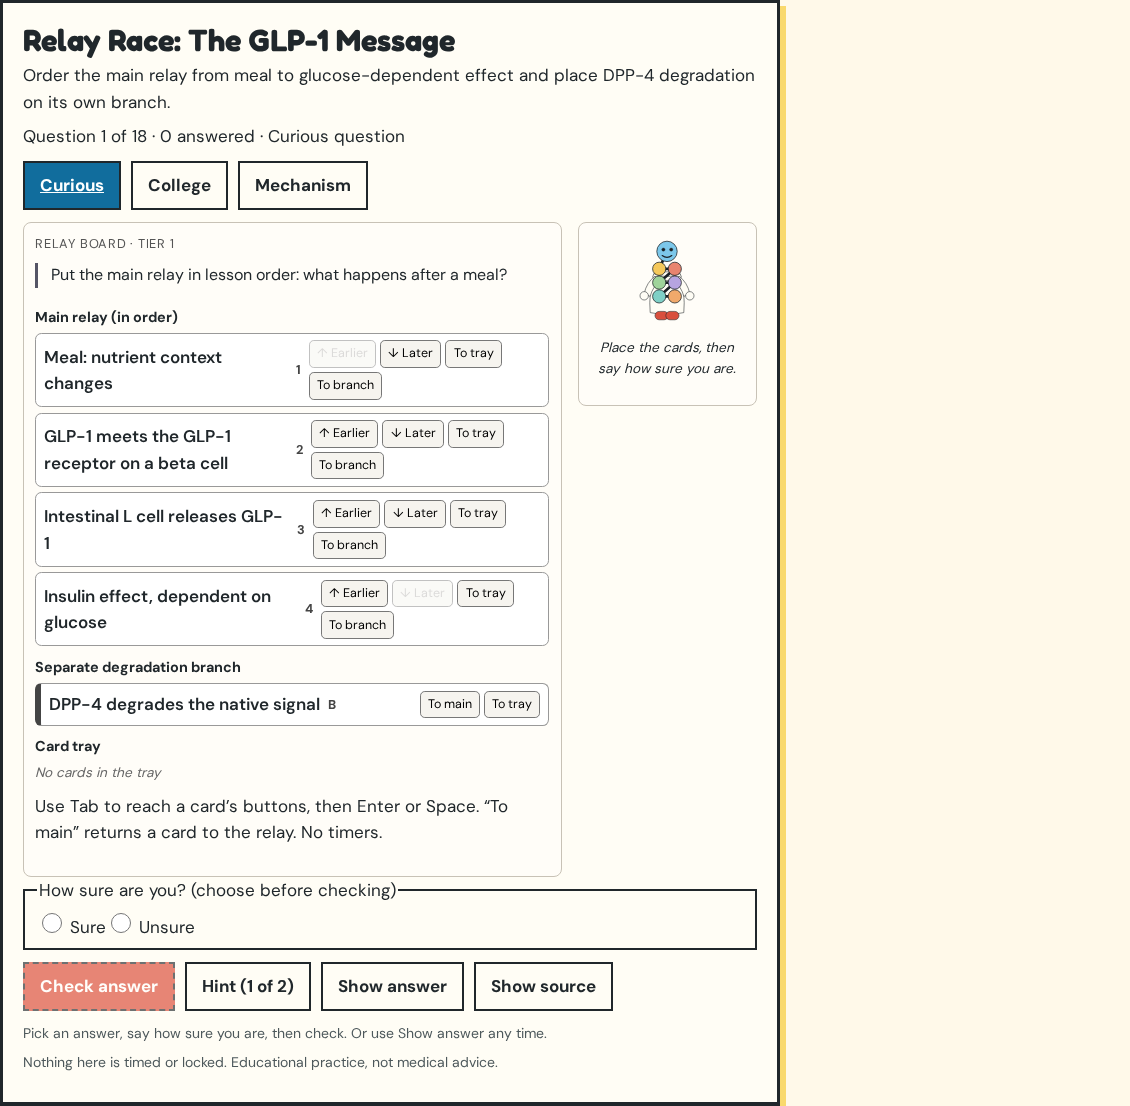 Relay Race: The GLP-1 Message
Order the main relay from meal to glucose-dependent effect and place DPP-4 degradation
on its own branch.
Question 1 of 18 · 0 answered · Curious question
Curious
College
Mechanism
RELAY BOARD · TIER 1
Put the main relay in lesson order: what happens after a meal?
Main relay (in order)
Meal: nutrient context
changes
1
↑ Earlier
↓ Later
To tray
To branch
GLP-1 meets the GLP-1
receptor on a beta cell
2
↑ Earlier
↓ Later
To tray
To branch
Intestinal L cell releases GLP-
1
3
↑ Earlier
↓ Later
To tray
To branch
Insulin effect, dependent on
glucose
4
↑ Earlier
↓ Later
To tray
To branch
Separate degradation branch
DPP-4 degrades the native signal B
To main
To tray
Card tray
No cards in the tray
Use Tab to reach a card’s buttons, then Enter or Space. “To
main” returns a card to the relay. No timers.
Place the cards, then
say how sure you are.
How sure are you? (choose before checking)
Sure
Unsure
Check answer
Hint (1 of 2)
Show answer
Show source
Pick an answer, say how sure you are, then check. Or use Show answer any time.
Nothing here is timed or locked. Educational practice, not medical advice.